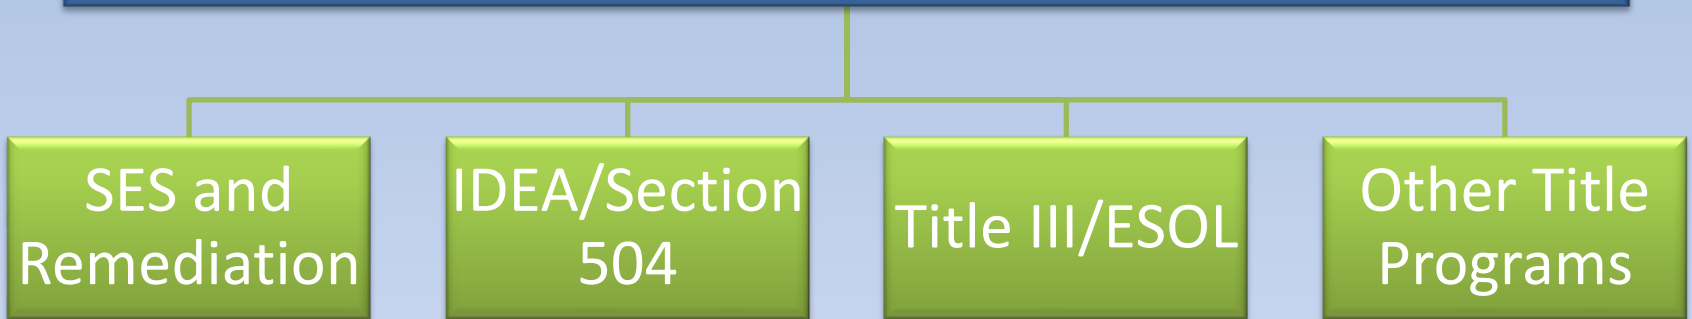 SES and
Remediation
IDEA/Section
504
Title III/ESOL
Other Title
Programs